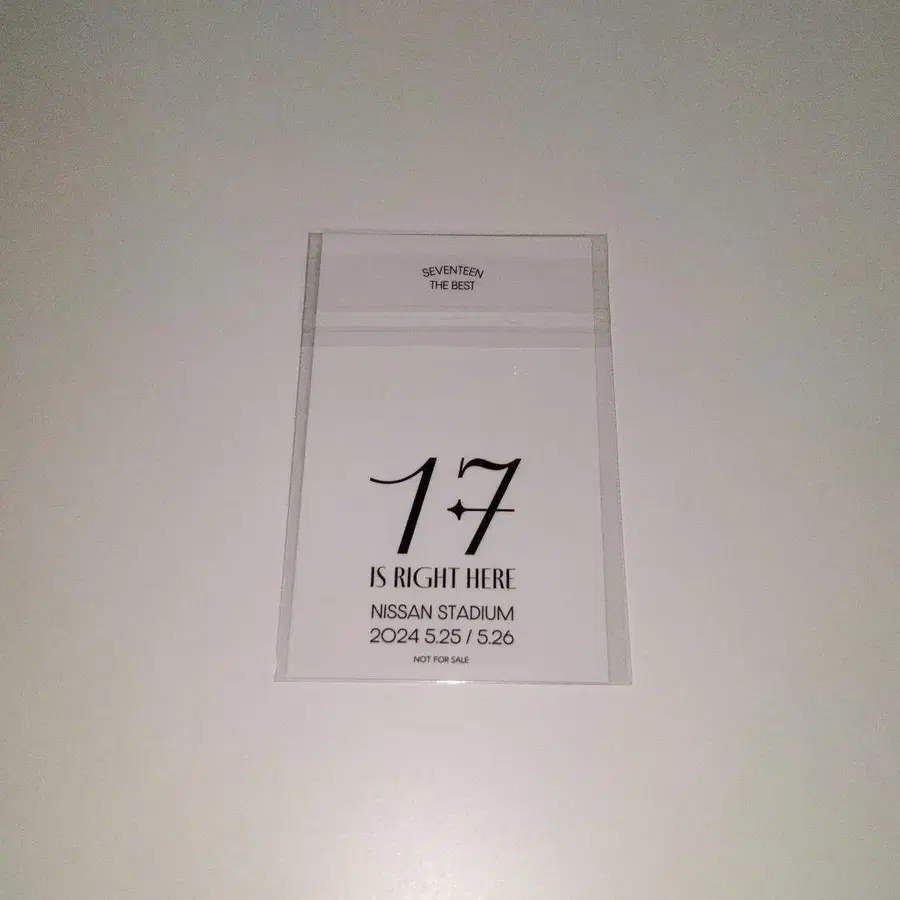 SEVENTEEN
THE BEST
17
IS RIGHT HERE
NISSAN STADIUM
2024 5.25 / 5.26
NOT FOR SALE